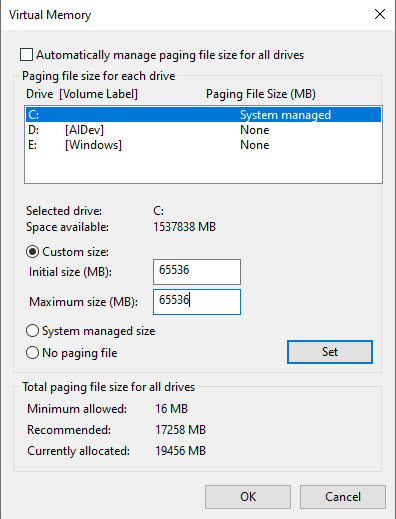 Virtual Memory
Automatically manage paging file size for all drives
Paging file size for each drive
Drive [Volume Label] Paging File Size (MB)
C: System managed
D: [AIDev] None
E: [Windows] None
Selected drive: C:
Space available: 1537838 MB
Custom size:
Initial size (MB): 65536
Maximum size (MB): 65536
System managed size
No paging file Set
Total paging file size for all drives
Minimum allowed: 16 MB
Recommended: 17258 MB
Currently allocated: 19456 MB
OK Cancel